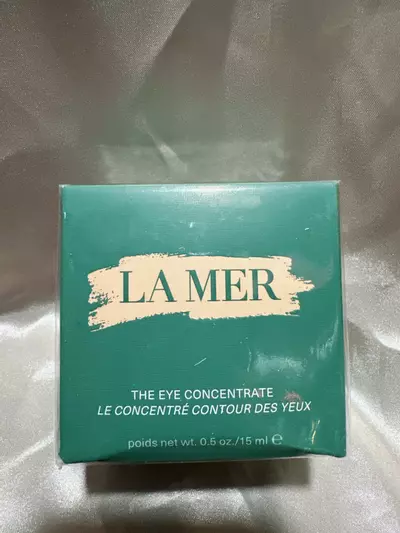 LA MER
THE EYE CONCENTRATE
LE CONCENTRÉ CONTOUR DES YEUX
poids net wt. 0.5 oz./15 ml ℮